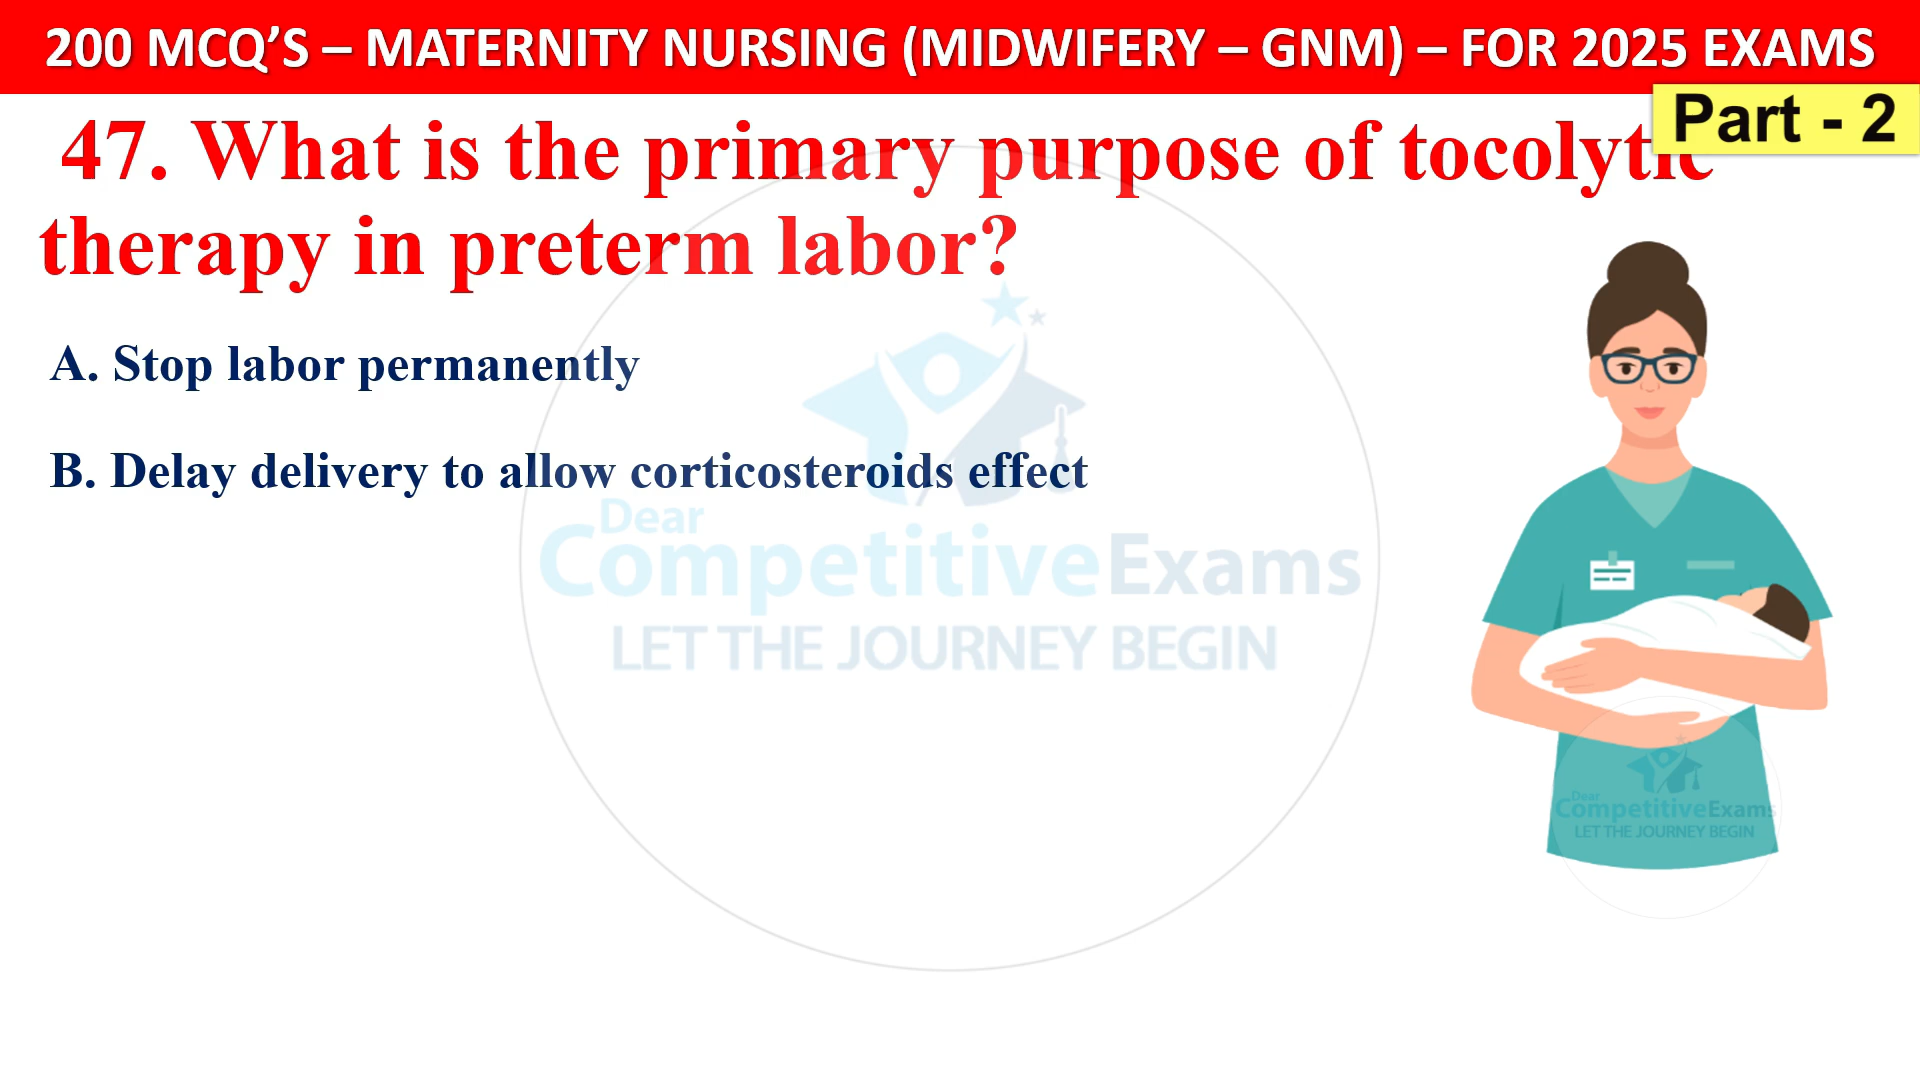 200 MCQ’S – MATERNITY NURSING (MIDWIFERY – GNM) – FOR 2025 EXAMS
Part - 2
47. What is the primary purpose of tocolytic
therapy in preterm labor?
A. Stop labor permanently
B. Delay delivery to allow corticosteroids effect
Dear
CompetitiveExams
LET THE JOURNEY BEGIN
Dear
CompetitiveExams
LET THE JOURNEY BEGIN